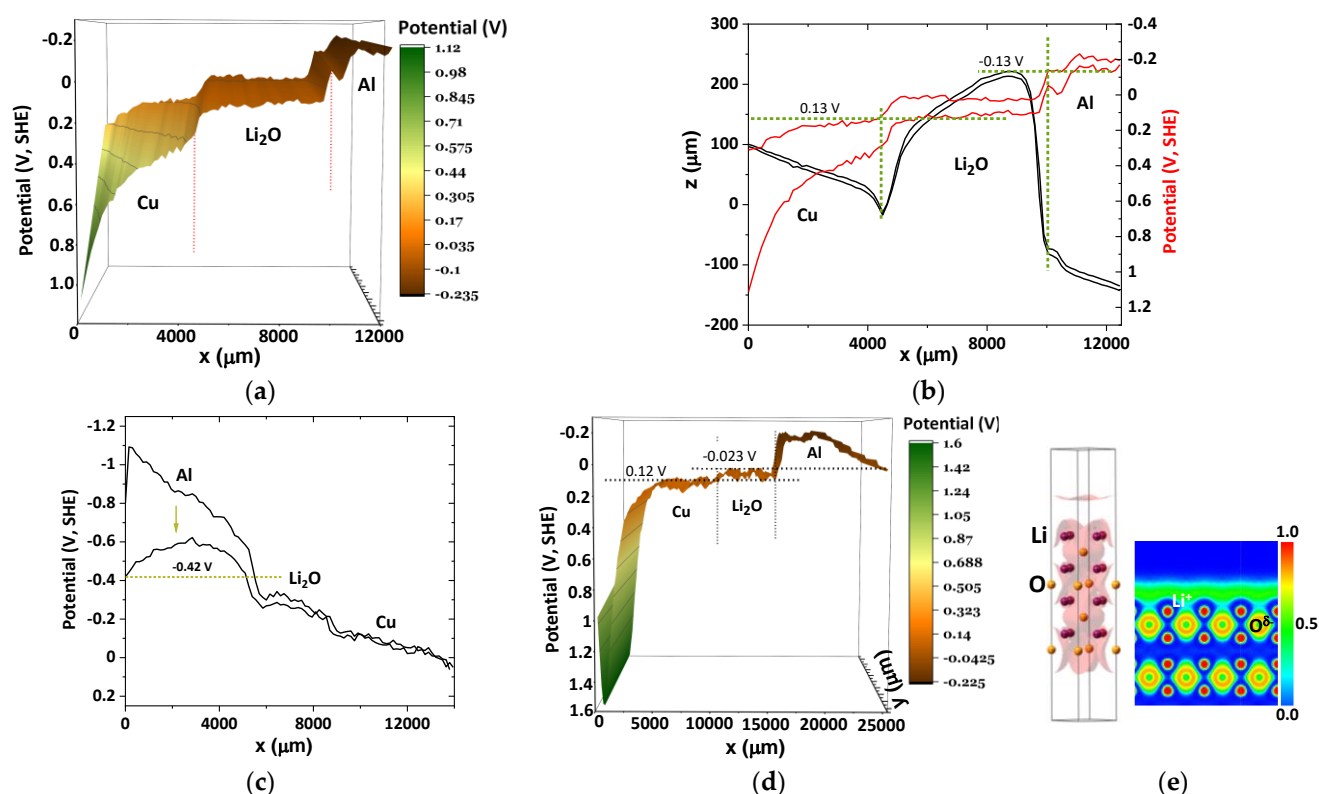 Potential (V)
-0.2
0
0.2
0.4
0.6
0.8
1.0
Potential (V, SHE)
Al
Li₂O
Cu
1.12
0.98
0.845
0.71
0.575
0.44
0.305
0.17
0.035
-0.1
-0.235
0
4000
8000
12000
x (μm)
(a)
300
200
100
0
-100
-200
z (μm)
-0.13 V
0.13 V
Al
Li₂O
Cu
-0.4
-0.2
0
0.2
0.4
0.6
0.8
1
1.2
Potential (V, SHE)
0
4000
8000
12000
x (μm)
(b)
-1.2
-1
-0.8
-0.6
-0.4
-0.2
0
0.2
Potential (V, SHE)
Al
-0.42 V
Li₂O
Cu
0
4000
8000
12000
x (μm)
(c)
Potential (V)
-0.2
0
0.2
0.4
0.6
0.8
1
1.2
1.4
1.6
Potential (V, SHE)
-0.023 V
0.12 V
Al
Cu
Li₂O
1.6
1.42
1.24
1.05
0.87
0.688
0.505
0.323
0.14
-0.0425
-0.225
y (μm)
0
5000
10000
15000
20000
25000
x (μm)
(d)
Li
O
Li⁺
Oᵟ⁻
1.0
0.5
0.0
(e)